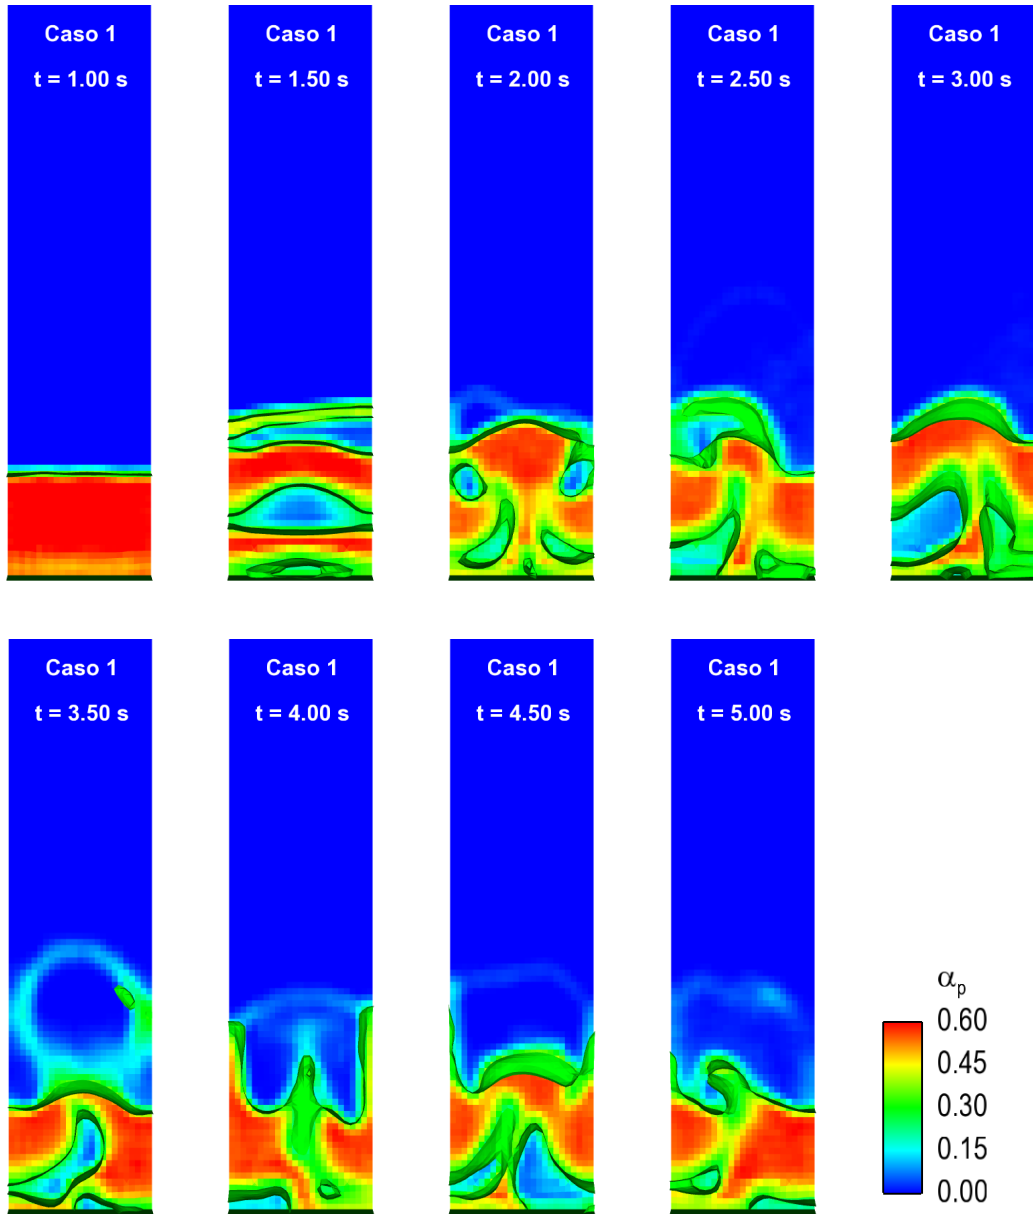 Caso 1
t = 1.00 s
Caso 1
t = 1.50 s
Caso 1
t = 2.00 s
Caso 1
t = 2.50 s
Caso 1
t = 3.00 s
Caso 1
t = 3.50 s
Caso 1
t = 4.00 s
Caso 1
t = 4.50 s
Caso 1
t = 5.00 s
αp
0.60
0.45
0.30
0.15
0.00